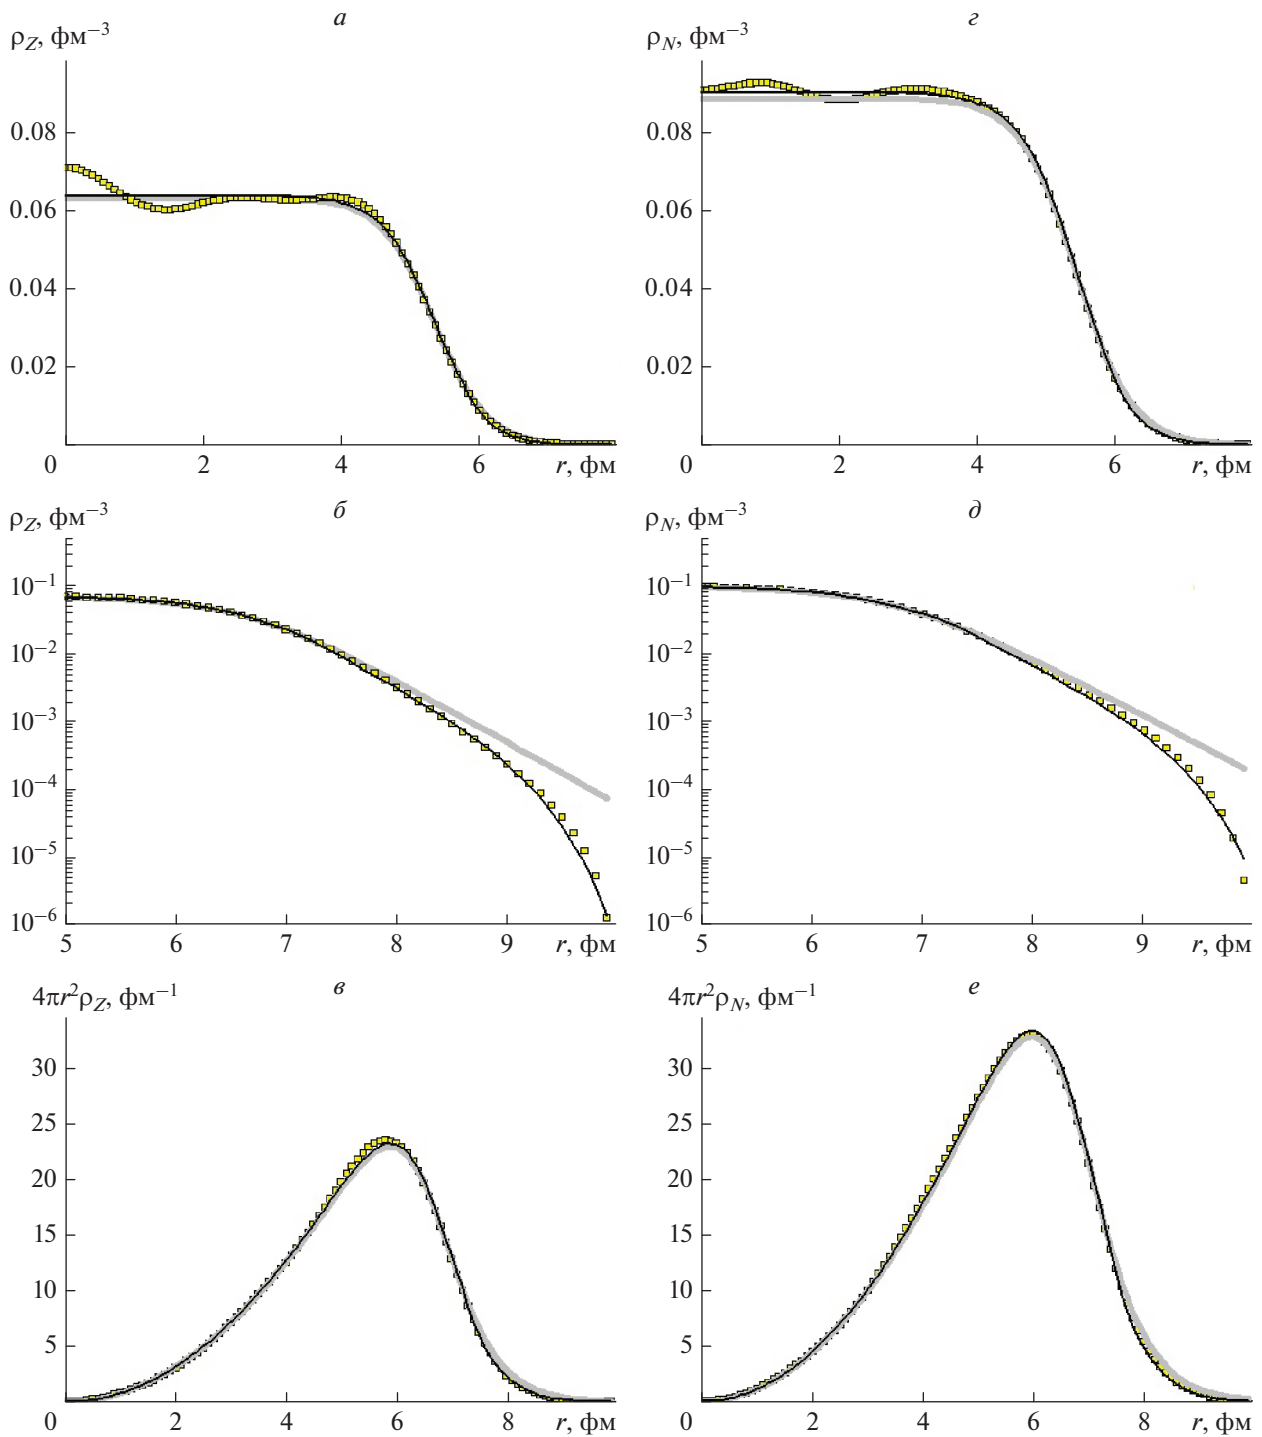 а
ρZ, фм−3
0.08
0.06
0.04
0.02
0 2 4 6 r, фм
г
ρN, фм−3
0.08
0.06
0.04
0.02
0 2 4 6 r, фм
б
ρZ, фм−3
10−1
10−2
10−3
10−4
10−5
10−6
5 6 7 8 9 r, фм
д
ρN, фм−3
10−1
10−2
10−3
10−4
10−5
10−6
5 6 7 8 9 r, фм
в
4πr2ρZ, фм−1
30
25
20
15
10
5
0 2 4 6 8 r, фм
е
4πr2ρN, фм−1
30
25
20
15
10
5
0 2 4 6 8 r, фм